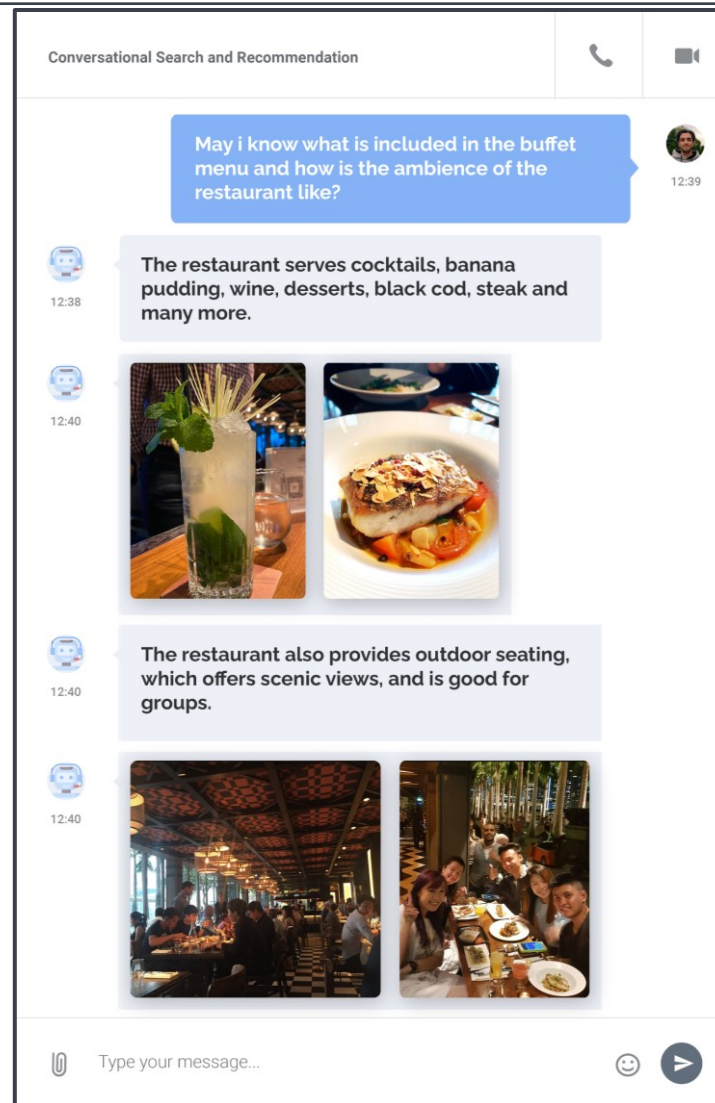 Conversational Search and Recommendation
May i know what is included in the buffet
menu and how is the ambience of the
restaurant like?
12:39
The restaurant serves cocktails, banana
pudding, wine, desserts, black cod, steak and
many more.
12:38
12:40
The restaurant also provides outdoor seating,
which offers scenic views, and is good for
groups.
12:40
12:40
Type your message...